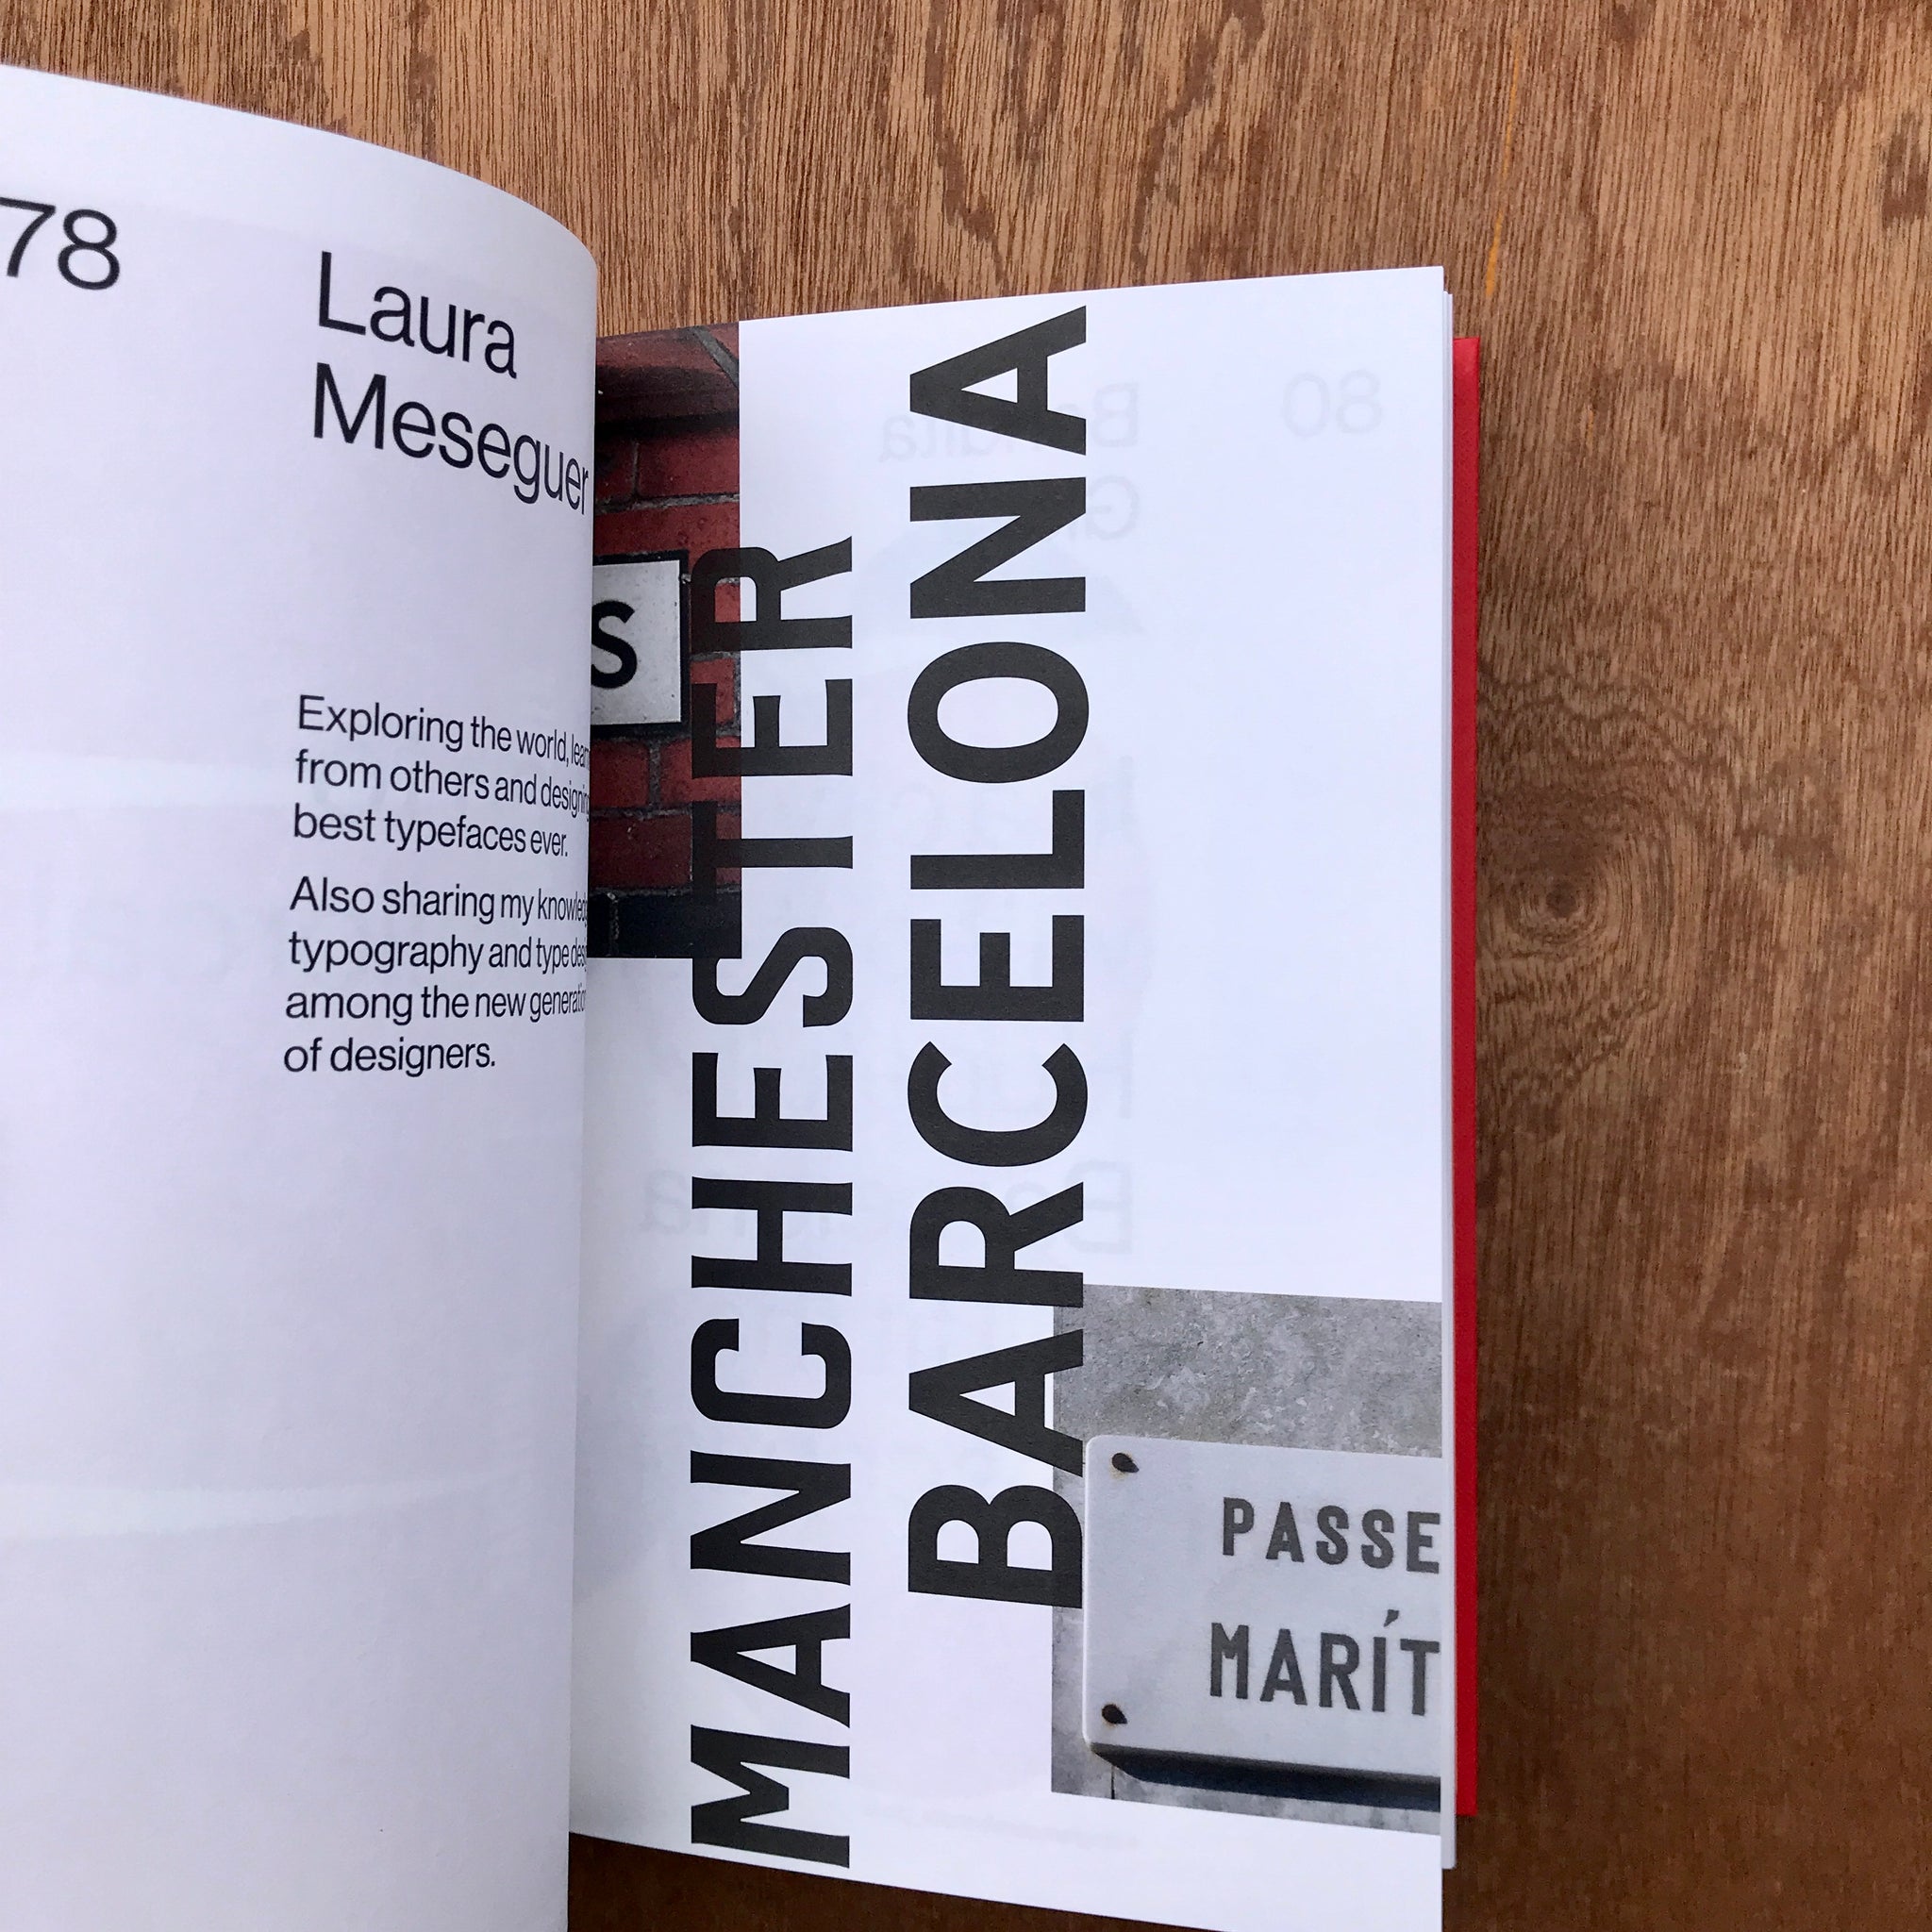 78
Laura
Meseguer
Exploring the world,
from others and
best typefaces ever.
Also sharing my
typography and type
among the new
of designers.
S
MANCHESTER
BARCELONA
PASSE
MARÍT
80